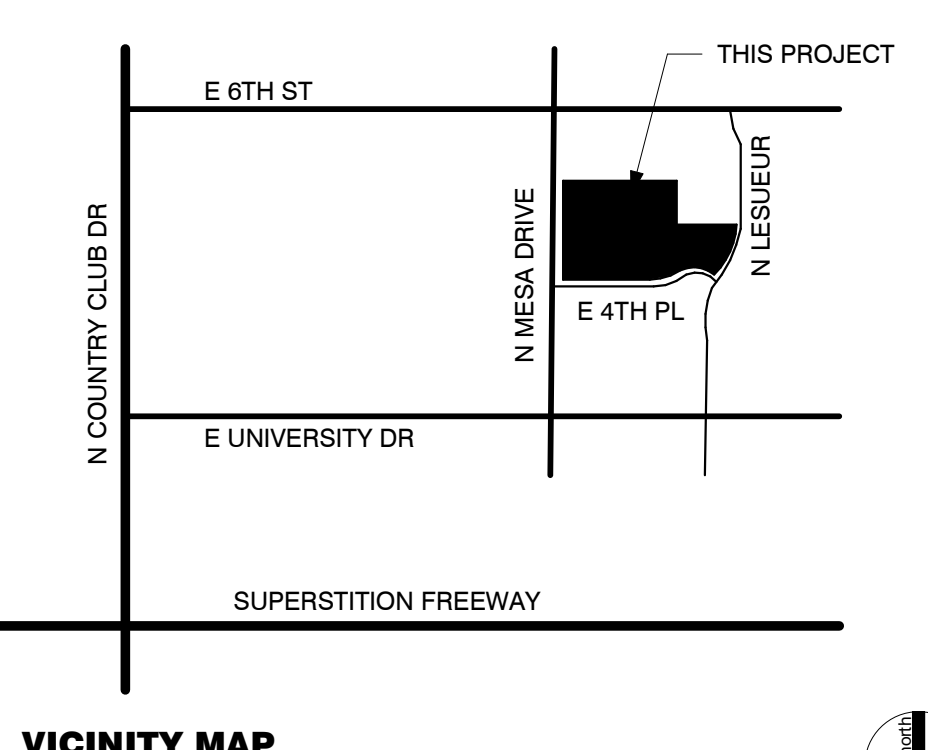 THIS PROJECT
E 6TH ST
N LESUEUR
N MESA DRIVE
N COUNTRY CLUB DR
E 4TH PL
E UNIVERSITY DR
SUPERSTITION FREEWAY
VICINITY MAP
north